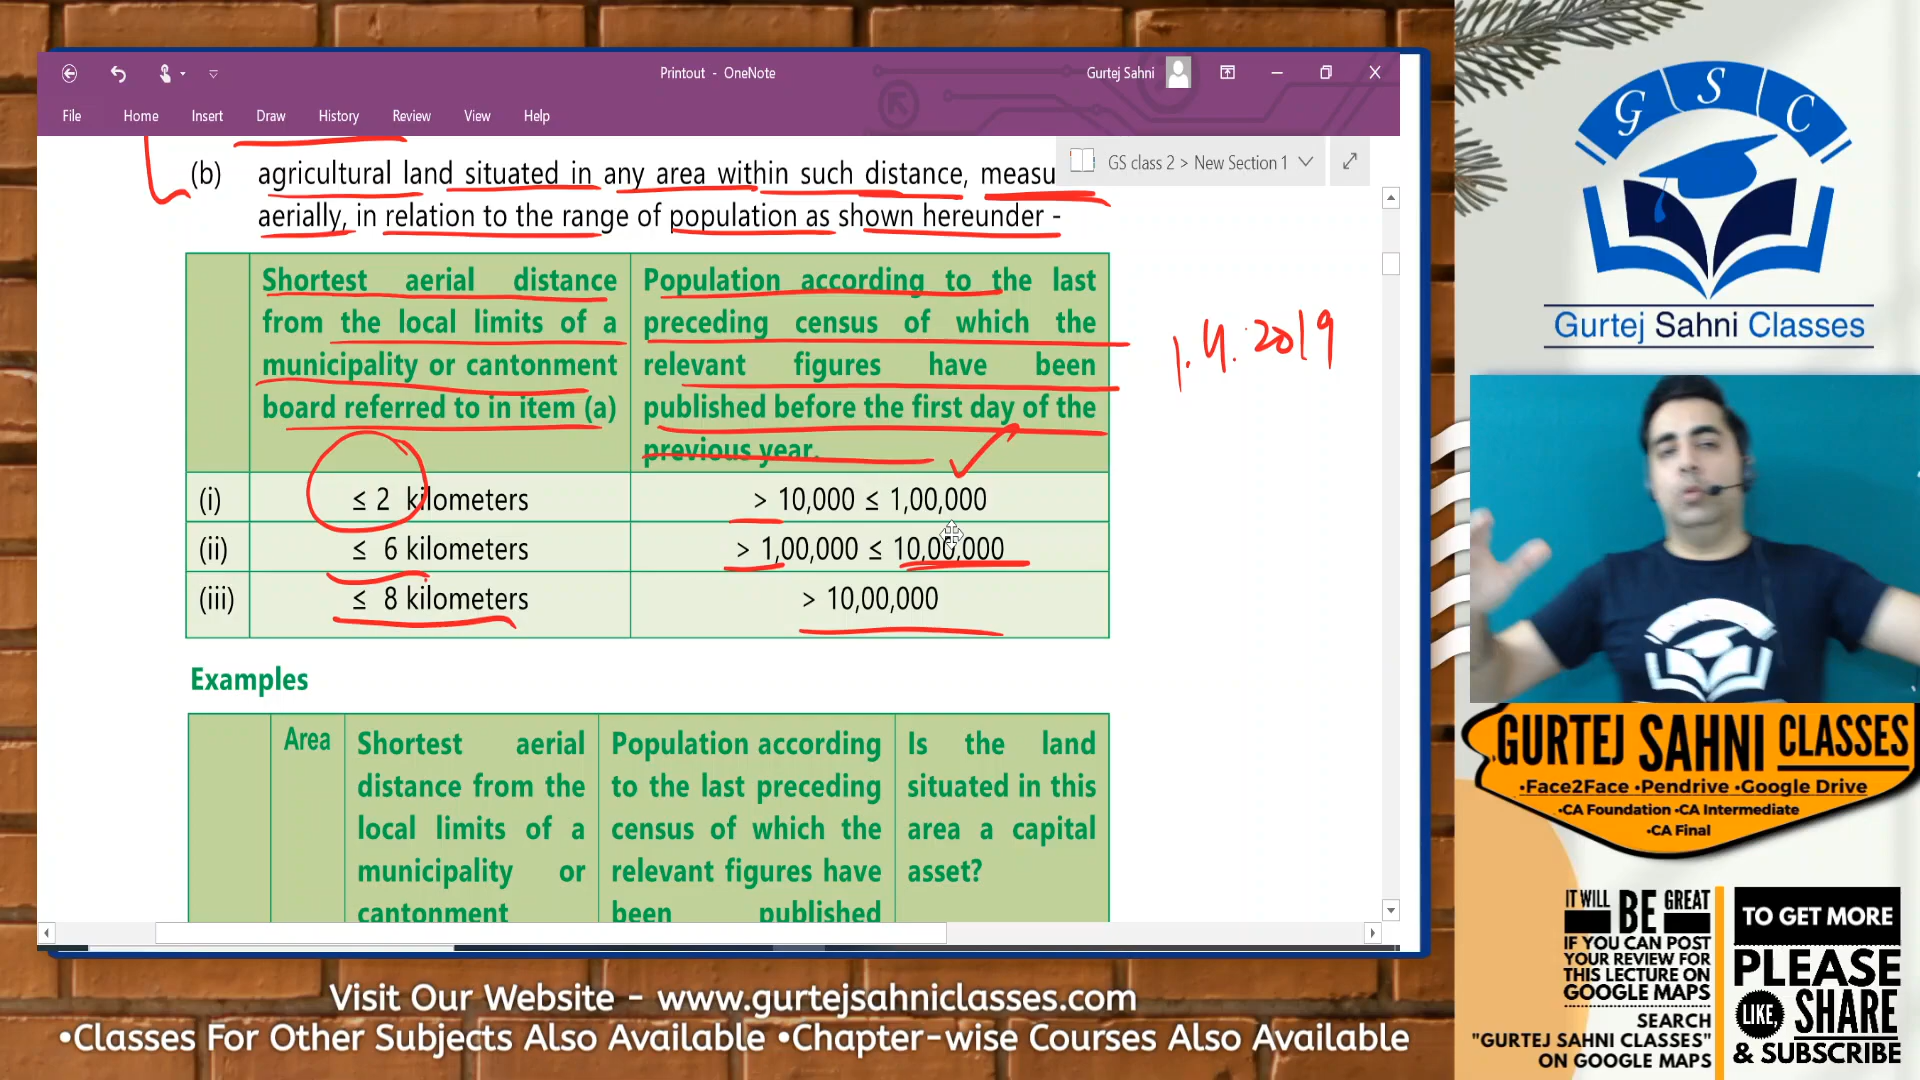 Printout - OneNote
Gurtej Sahni
File
Home
Insert
Draw
History
Review
View
Help
GS class 2 > New Section 1
(b) agricultural land situated in any area within such distance, measu
aerially, in relation to the range of population as shown hereunder -
Shortest aerial distance
from the local limits of a
municipality or cantonment
board referred to in item (a)
Population according to the last
preceding census of which the
relevant figures have been
published before the first day of the
previous year.
1.4.2019
(i) ≤ 2 kilometers > 10,000 ≤ 1,00,000
(ii) ≤ 6 kilometers > 1,00,000 ≤ 10,00,000
(iii) ≤ 8 kilometers > 10,00,000
Examples
Area
Shortest aerial
distance from the
local limits of a
municipality or
cantonment
Population according
to the last preceding
census of which the
relevant figures have
been published
Is the land
situated in this
area a capital
asset?
G S C
Gurtej Sahni Classes
GURTEJ SAHNI CLASSES
•Face2Face •Pendrive •Google Drive
•CA Foundation •CA Intermediate
•CA Final
IT WILL BE GREAT
IF YOU CAN POST
YOUR REVIEW FOR
THIS LECTURE ON
GOOGLE MAPS
SEARCH
"GURTEJ SAHNI CLASSES"
ON GOOGLE MAPS
TO GET MORE
PLEASE
LIKE, SHARE
& SUBSCRIBE
Visit Our Website - www.gurtejsahniclasses.com
•Classes For Other Subjects Also Available •Chapter-wise Courses Also Available